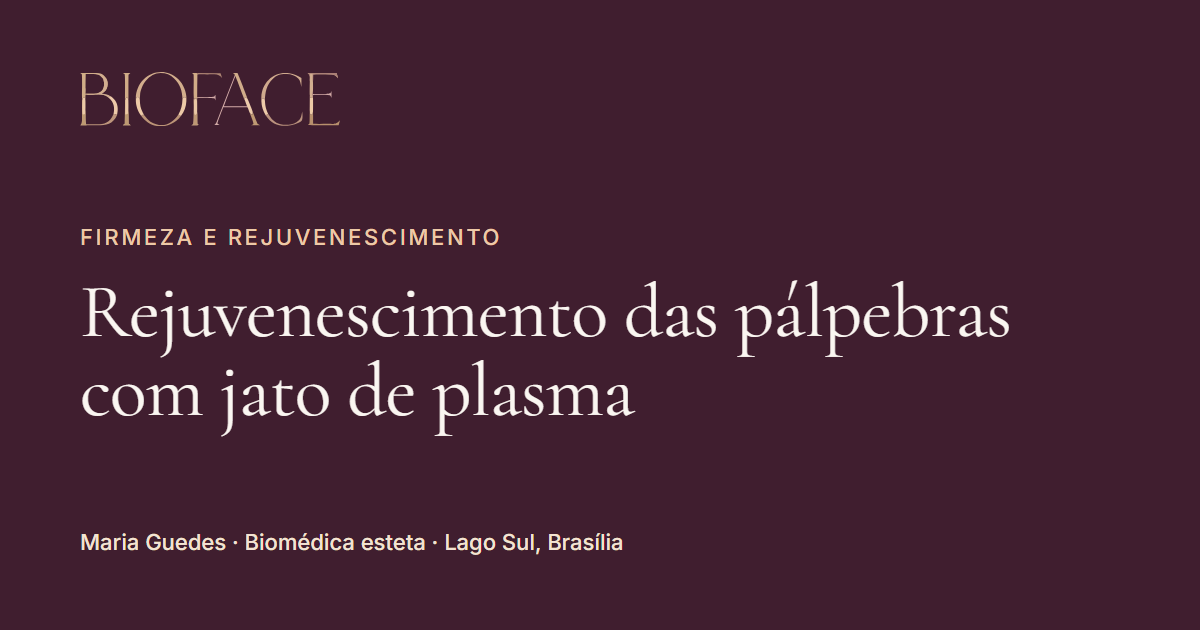 BIOFACE
FIRMEZA E REJUVENESCIMENTO
Rejuvenescimento das pálpebras
com jato de plasma
Maria Guedes · Biomédica esteta · Lago Sul, Brasília